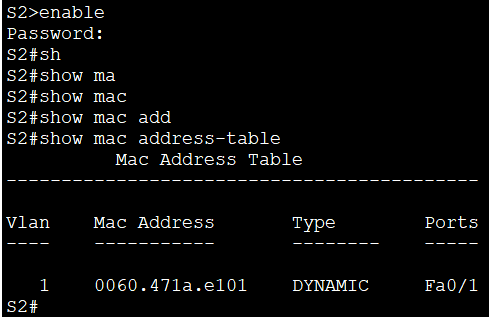 S2>enable
Password:
S2#sh
S2#show ma
S2#show mac
S2#show mac add
S2#show mac address-table
Mac Address Table
-------------------------------------------
Vlan Mac Address Type Ports
---- ----------- -------- -----
1 0060.471a.e101 DYNAMIC Fa0/1
S2#